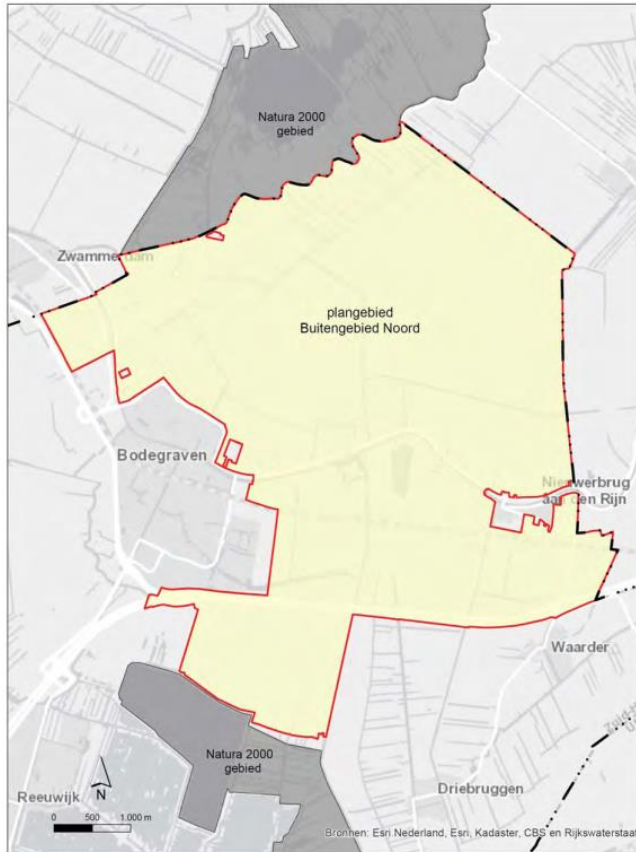 Natura 2000
gebied
Zwammerdam
plangebied
Buitengebied Noord
Bodegraven
Nieuwerbrug
aan den Rijn
Waarder
Natura 2000
gebied
Reeuwijk
N
Driebruggen
0 500 1.000 m
Bronnen: Esri Nederland, Esri, Kadaster, CBS en Rijkswaterstaat